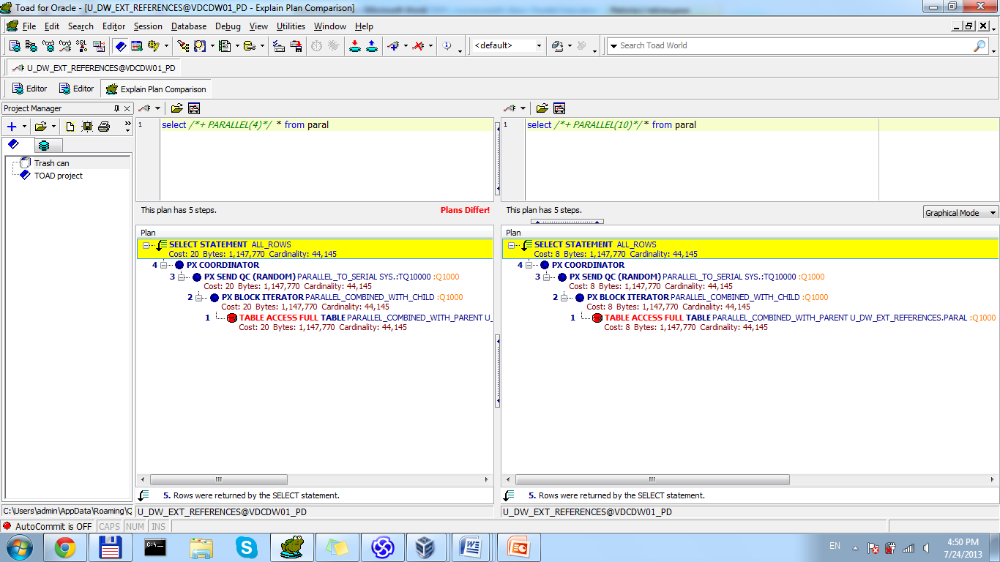 Toad for Oracle - [U_DW_EXT_REFERENCES@VDCDW01_PD - Explain Plan Comparison]
File Edit Search Editor Session Database Debug View Utilities Window Help
<default> Search Toad World
U_DW_EXT_REFERENCES@VDCDW01_PD
Editor Editor Explain Plan Comparison
Project Manager
Trash can
TOAD project
C:\Users\admin\AppData\Roaming\Q
1 select /*+ PARALLEL(4)*/ * from paral
This plan has 5 steps. Plans Differ!
Plan
SELECT STATEMENT ALL_ROWS
Cost: 20 Bytes: 1,147,770 Cardinality: 44,145
4 PX COORDINATOR
3 PX SEND QC (RANDOM) PARALLEL_TO_SERIAL SYS.:TQ10000 :Q1000
Cost: 20 Bytes: 1,147,770 Cardinality: 44,145
2 PX BLOCK ITERATOR PARALLEL_COMBINED_WITH_CHILD :Q1000
Cost: 20 Bytes: 1,147,770 Cardinality: 44,145
1 TABLE ACCESS FULL TABLE PARALLEL_COMBINED_WITH_PARENT U_
Cost: 20 Bytes: 1,147,770 Cardinality: 44,145
5. Rows were returned by the SELECT statement.
U_DW_EXT_REFERENCES@VDCDW01_PD
1 select /*+ PARALLEL(10)*/ * from paral
This plan has 5 steps.
Graphical Mode
Plan
SELECT STATEMENT ALL_ROWS
Cost: 8 Bytes: 1,147,770 Cardinality: 44,145
4 PX COORDINATOR
3 PX SEND QC (RANDOM) PARALLEL_TO_SERIAL SYS.:TQ10000 :Q1000
Cost: 8 Bytes: 1,147,770 Cardinality: 44,145
2 PX BLOCK ITERATOR PARALLEL_COMBINED_WITH_CHILD :Q1000
Cost: 8 Bytes: 1,147,770 Cardinality: 44,145
1 TABLE ACCESS FULL TABLE PARALLEL_COMBINED_WITH_PARENT U_DW_EXT_REFERENCES.PARAL :Q1000
Cost: 8 Bytes: 1,147,770 Cardinality: 44,145
5. Rows were returned by the SELECT statement.
U_DW_EXT_REFERENCES@VDCDW01_PD
AutoCommit is OFF CAPS NUM INS
EN
4:50 PM
7/24/2013